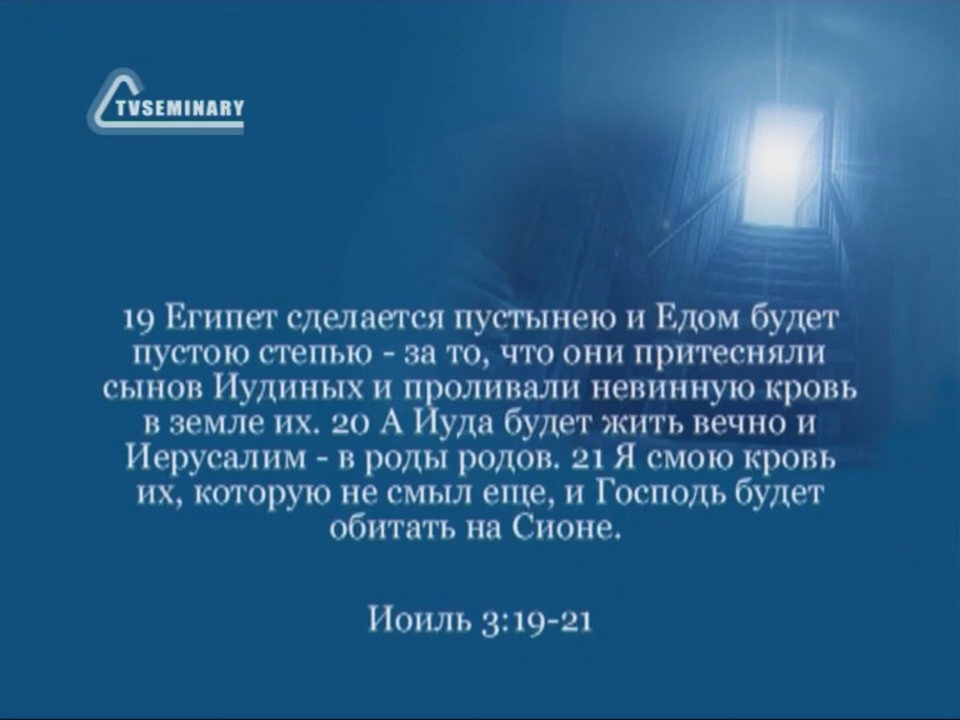 TVSEMINARY
19 Египет сделается пустынею и Едом будет
пустою степью - за то, что они притесняли
сынов Иудиных и проливали невинную кровь
в земле их. 20 А Иуда будет жить вечно и
Иерусалим - в роды родов. 21 Я смою кровь
их, которую не смыл еще, и Господь будет
обитать на Сионе.
Иоиль 3:19-21